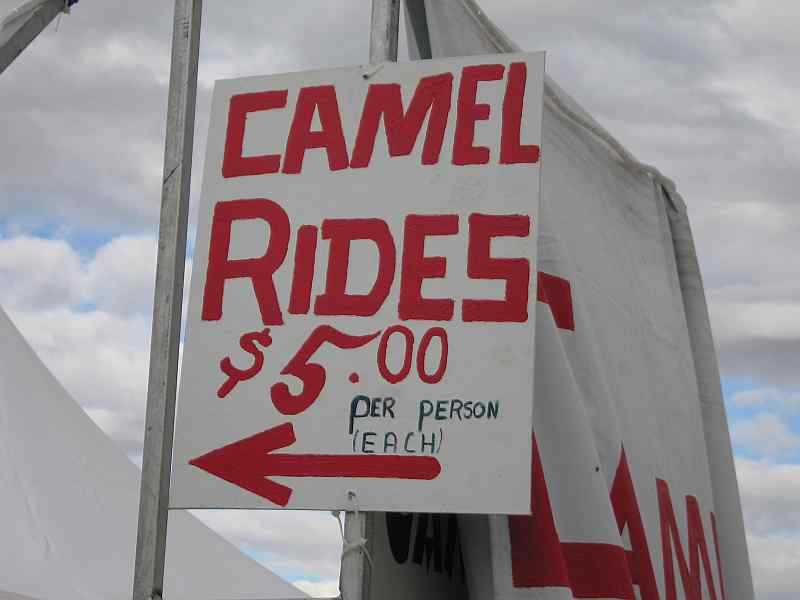 CAMEL
RIDES
$5.00
PER PERSON
(EACH)